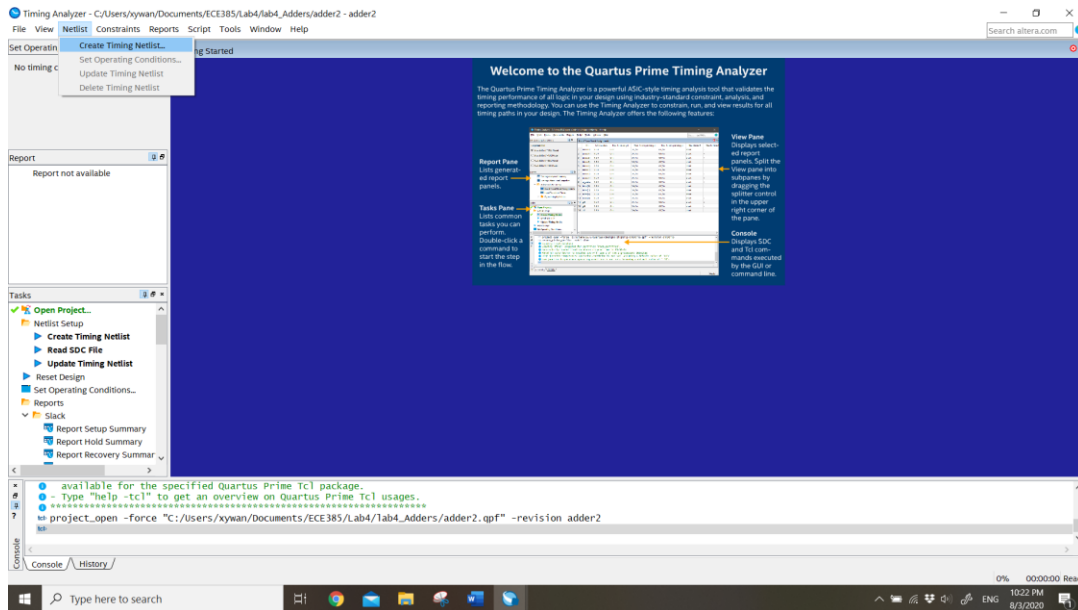 Timing Analyzer - C:/Users/xywan/Documents/ECE385/Lab4/lab4_Adders/adder2 - adder2
File View Netlist Constraints Reports Script Tools Window Help
Search altera.com
Set Operatin
Create Timing Netlist...
Set Operating Conditions...
Update Timing Netlist
Delete Timing Netlist
ng Started
No timing c
Welcome to the Quartus Prime Timing Analyzer
The Quartus Prime Timing Analyzer is a powerful ASIC-style timing analysis tool that validates the
timing performance of all logic in your design using industry-standard constraint, analysis, and
reporting methodology. You can use the Timing Analyzer to constrain, run, and view results for all
timing paths in your design. The Timing Analyzer offers the following features:
Report Pane
Lists generat-
ed report
panels.
Tasks Pane
Lists common
tasks you can
perform.
Double-click a
command to
start the step
in the flow.
View Pane
Displays select-
ed report
panels. Split the
View pane into
subpanes by
dragging the
splitter control
in the upper
right corner of
the pane.
Console
Displays SDC
and Tcl com-
mands executed
by the GUI or
command line.
Report
Report not available
Tasks
Open Project...
Netlist Setup
Create Timing Netlist
Read SDC File
Update Timing Netlist
Reset Design
Set Operating Conditions...
Reports
Slack
Report Setup Summary
Report Hold Summary
Report Recovery Summar
available for the specified Quartus Prime Tcl package.
- Type "help -tcl" to get an overview on Quartus Prime Tcl usages.
****************************************************************
tcl> project_open -force "C:/Users/xywan/Documents/ECE385/Lab4/lab4_Adders/adder2.qpf" -revision adder2
tcl>
Console
Console History
0% 00:00:00 Rea
Type here to search
ENG
10:22 PM
8/3/2020